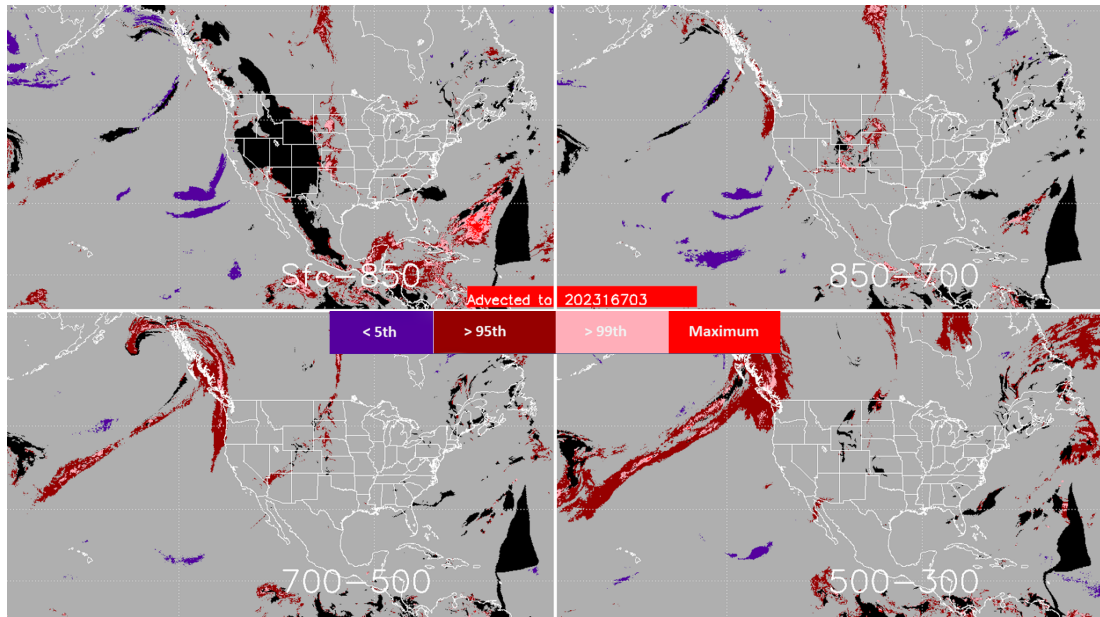 Sfc-850
850-700
Advected to 202316703
< 5th
> 95th
> 99th
Maximum
700-500
500-300